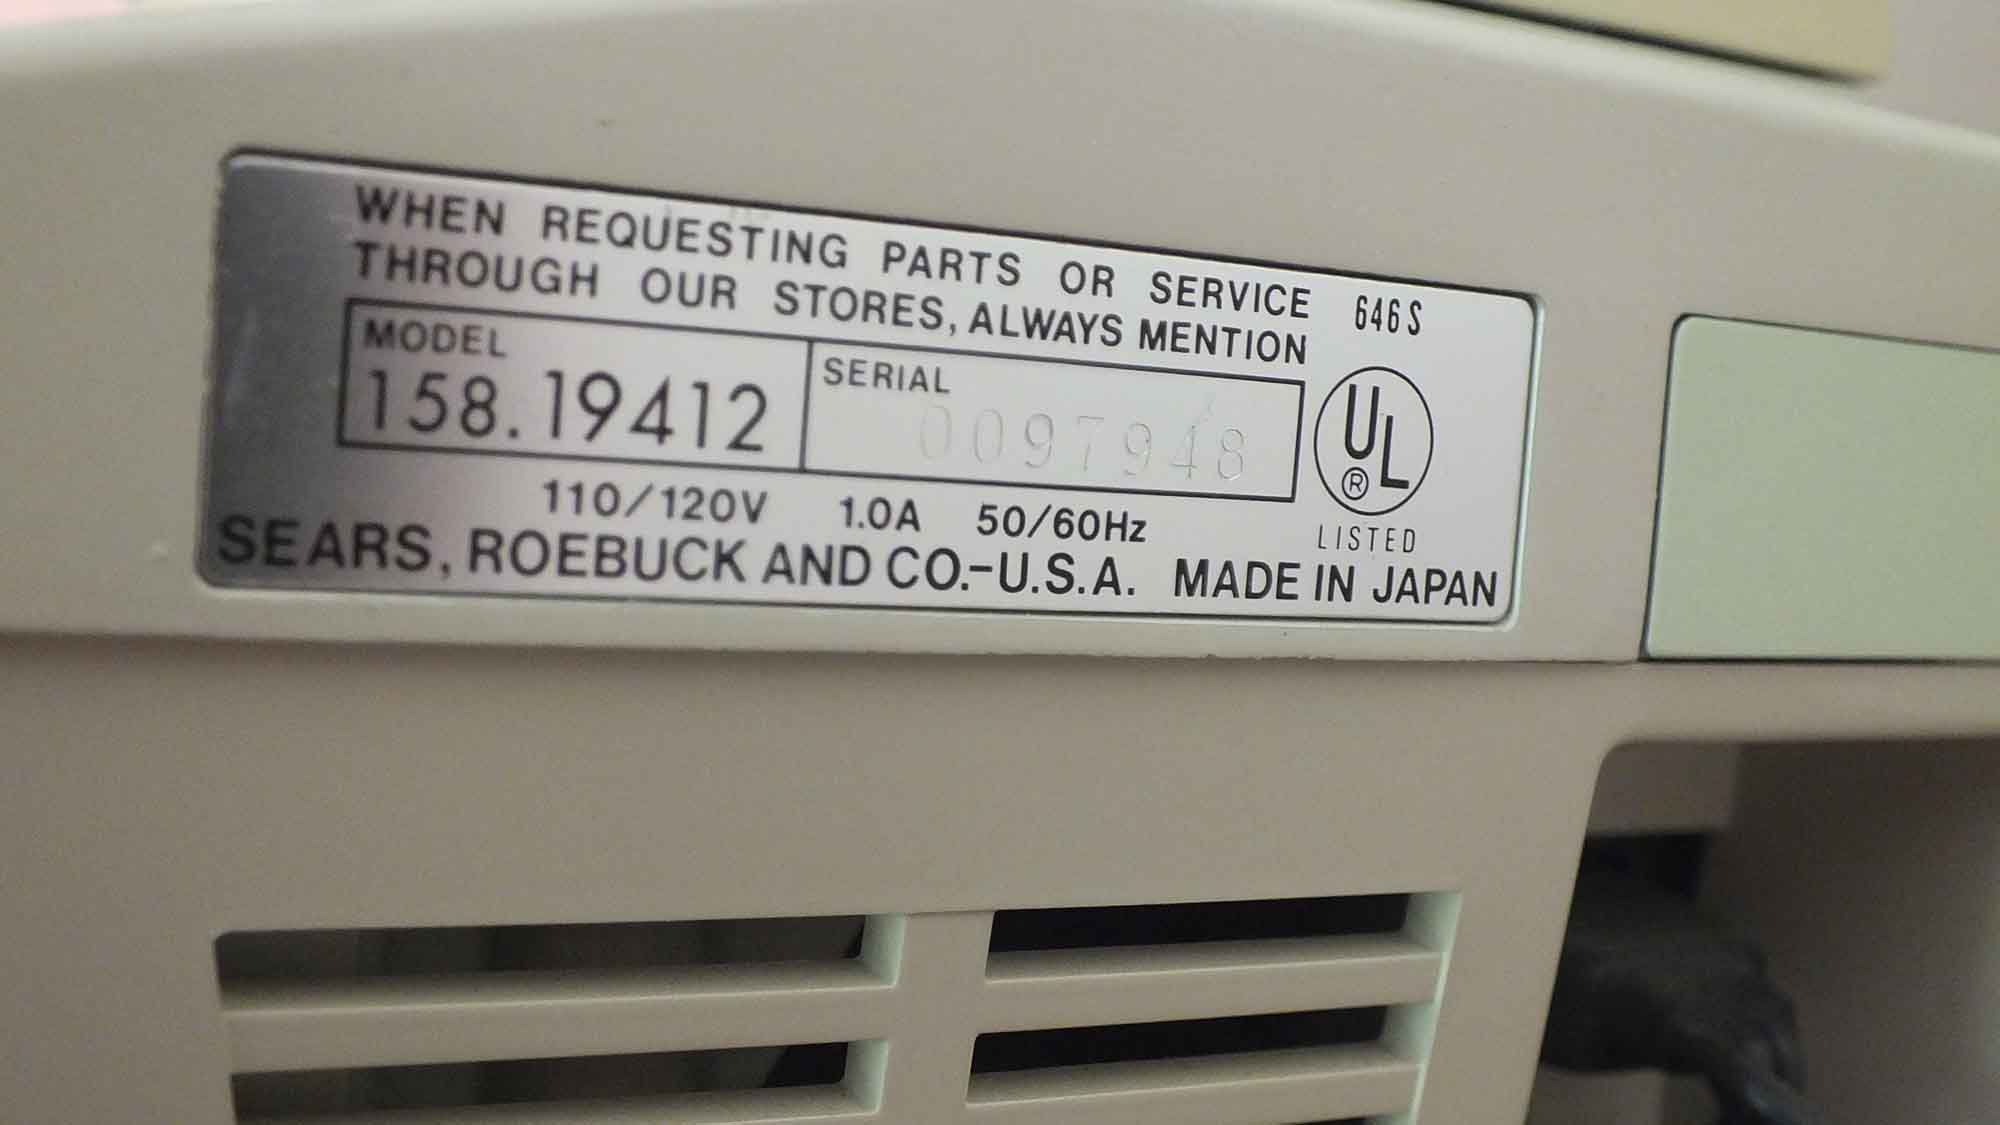 WHEN REQUESTING PARTS OR SERVICE 646S
THROUGH OUR STORES, ALWAYS MENTION
MODEL
158.19412
SERIAL
0097948
UL
®
LISTED
110/120V 1.0A 50/60Hz
SEARS, ROEBUCK AND CO.-U.S.A. MADE IN JAPAN